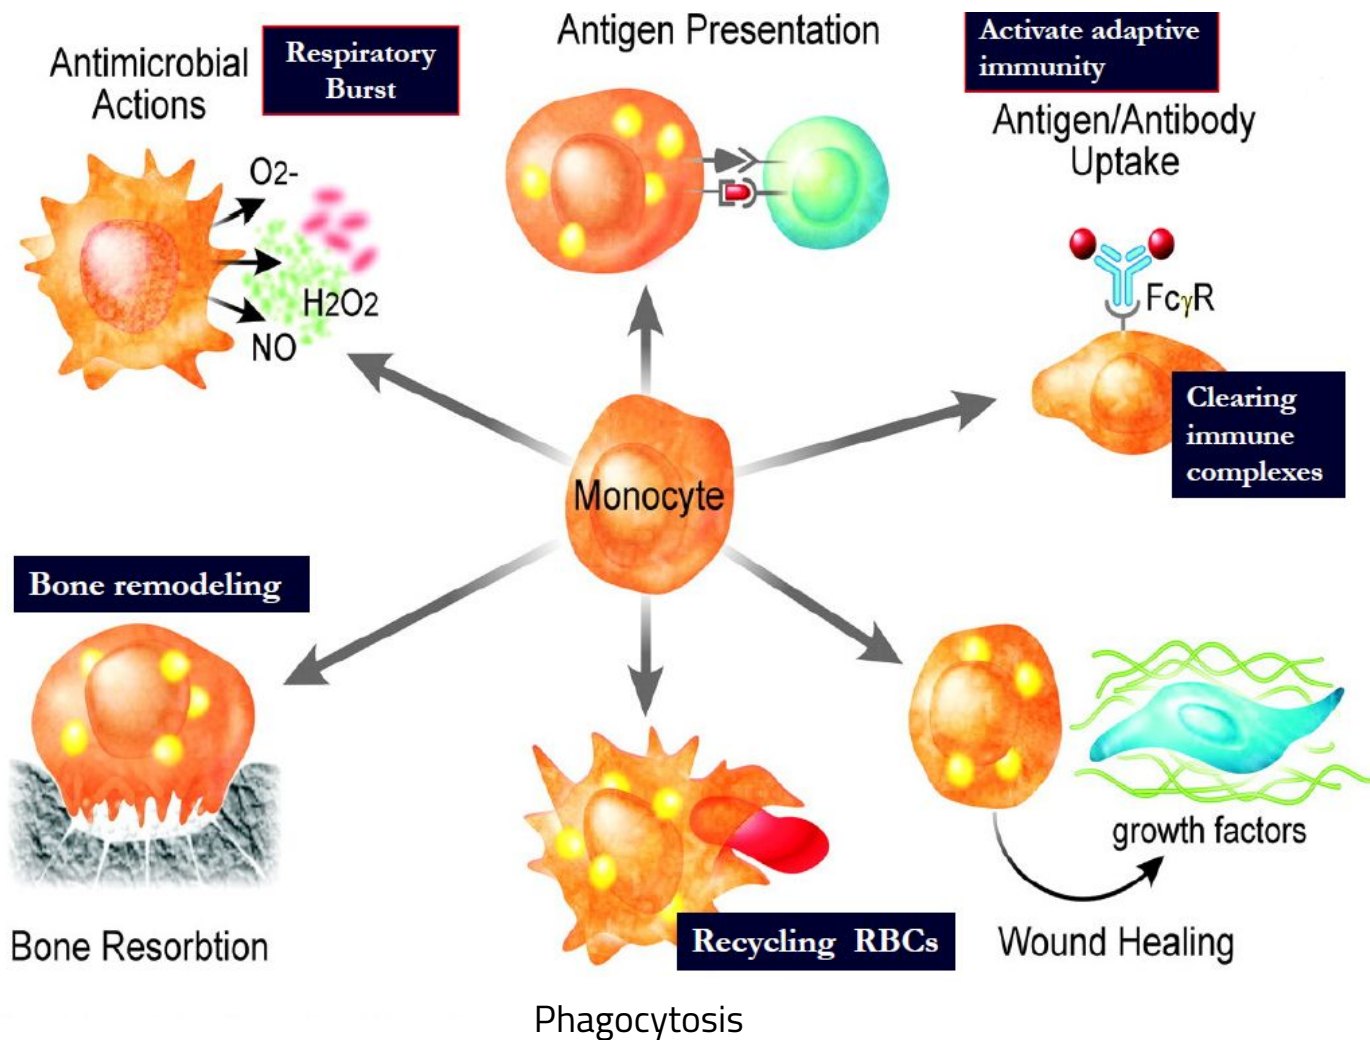 Antimicrobial
Actions
Respiratory
Burst
O2-
H2O2
NO
Antigen Presentation
Activate adaptive
immunity
Antigen/Antibody
Uptake
FcγR
Clearing
immune
complexes
Monocyte
Bone remodeling
Bone Resorbtion
Recycling RBCs
Phagocytosis
growth factors
Wound Healing